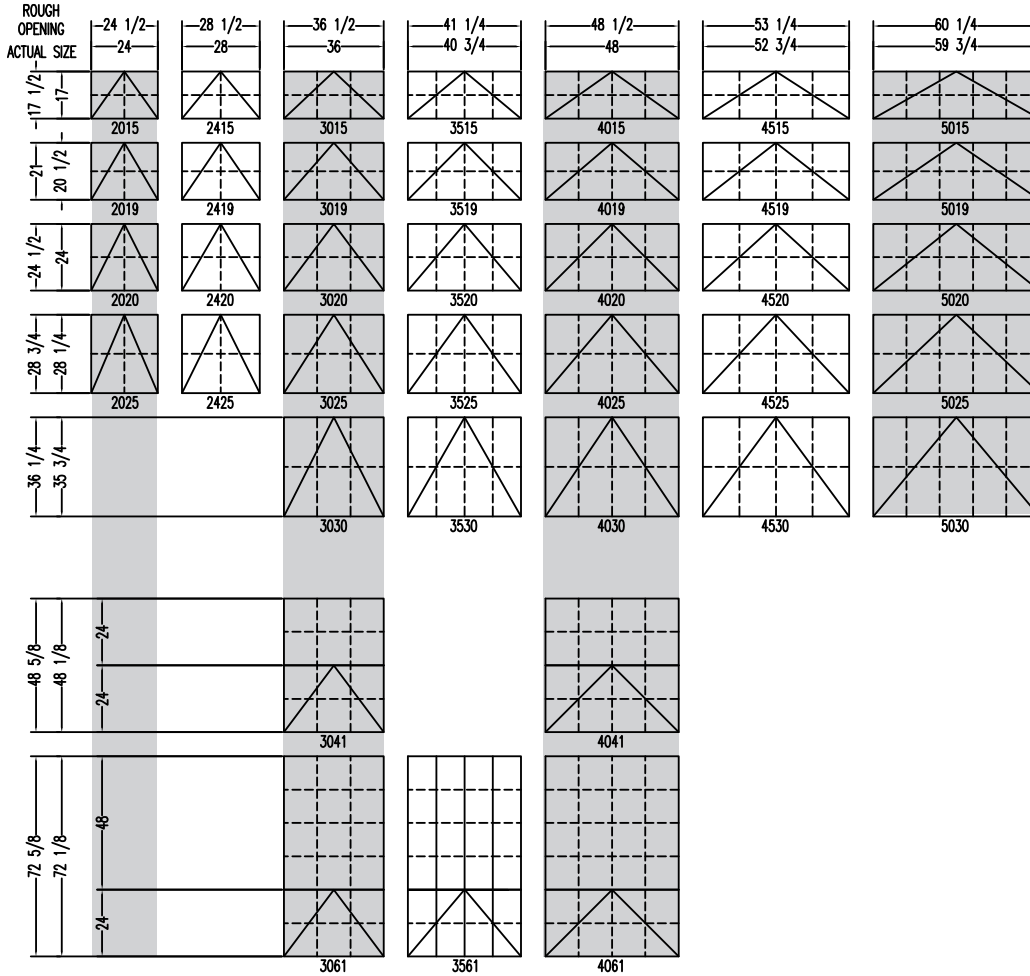 ROUGH
OPENING
24 1/2 28 1/2 36 1/2 41 1/4 48 1/2 53 1/4 60 1/4
ACTUAL SIZE 24 28 36 40 3/4 48 52 3/4 59 3/4
17 1/2 17
2015 2415 3015 3515 4015 4515 5015
21 20 1/2
2019 2419 3019 3519 4019 4519 5019
24 1/2 24
2020 2420 3020 3520 4020 4520 5020
28 3/4 28 1/4
2025 2425 3025 3525 4025 4525 5025
36 1/4 35 3/4
3030 3530 4030 4530 5030
48 5/8 48 1/8 24
24
3041 4041
72 5/8 72 1/8 48
24
3061 3561 4061